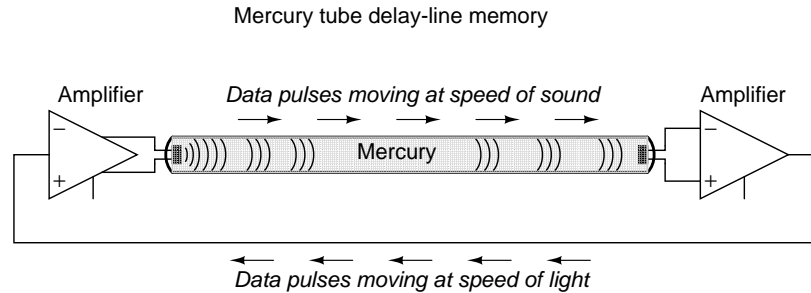 Mercury tube delay-line memory
Amplifier
Data pulses moving at speed of sound
Amplifier
−
Mercury
−
+
+
Data pulses moving at speed of light